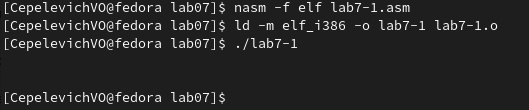 [CepelevichVO@fedora lab07]$ nasm -f elf lab7-1.asm
[CepelevichVO@fedora lab07]$ ld -m elf_i386 -o lab7-1 lab7-1.o
[CepelevichVO@fedora lab07]$ ./lab7-1
[CepelevichVO@fedora lab07]$